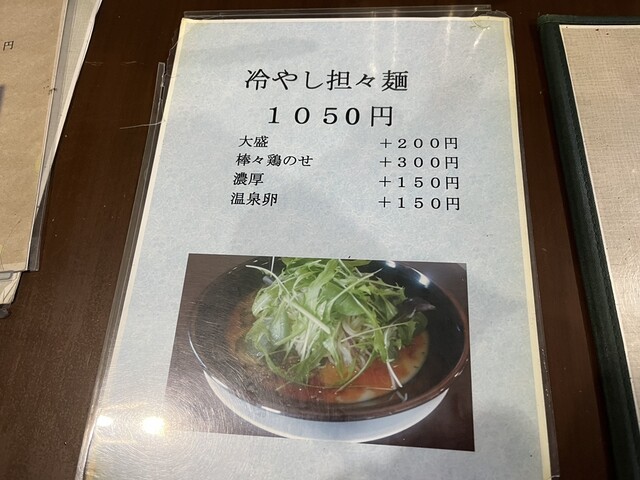 冷やし担々麺
1050円
大盛 +200円
棒々鶏のせ +300円
濃厚 +150円
温泉卵 +150円
円